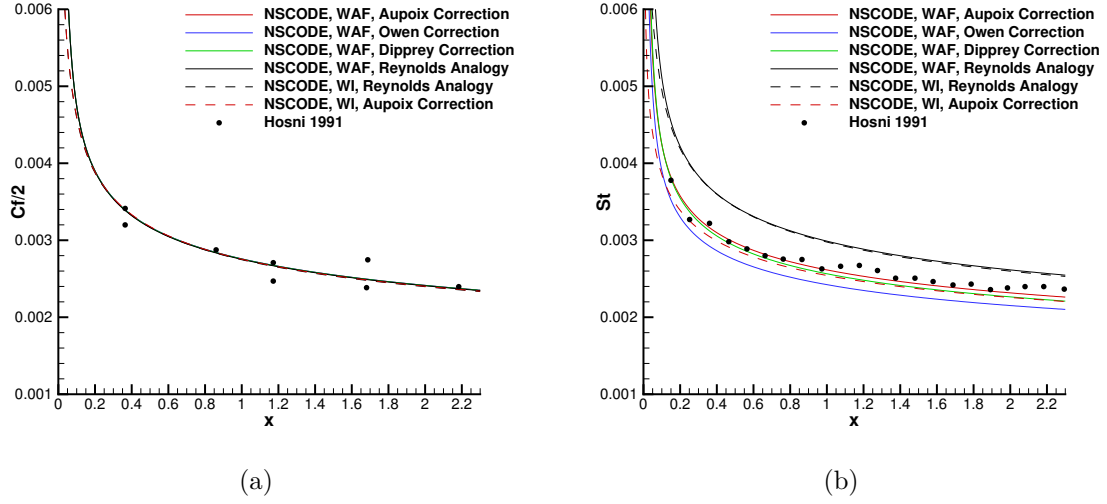 NSCODE, WAF, Aupoix Correction
NSCODE, WAF, Owen Correction
NSCODE, WAF, Dipprey Correction
NSCODE, WAF, Reynolds Analogy
NSCODE, WI, Reynolds Analogy
NSCODE, WI, Aupoix Correction
Hosni 1991
Cf/2
0.006
0.005
0.004
0.003
0.002
0.001
0 0.2 0.4 0.6 0.8 1 1.2 1.4 1.6 1.8 2 2.2
x
(a)
NSCODE, WAF, Aupoix Correction
NSCODE, WAF, Owen Correction
NSCODE, WAF, Dipprey Correction
NSCODE, WAF, Reynolds Analogy
NSCODE, WI, Reynolds Analogy
NSCODE, WI, Aupoix Correction
Hosni 1991
St
0.006
0.005
0.004
0.003
0.002
0.001
0 0.2 0.4 0.6 0.8 1 1.2 1.4 1.6 1.8 2 2.2
x
(b)